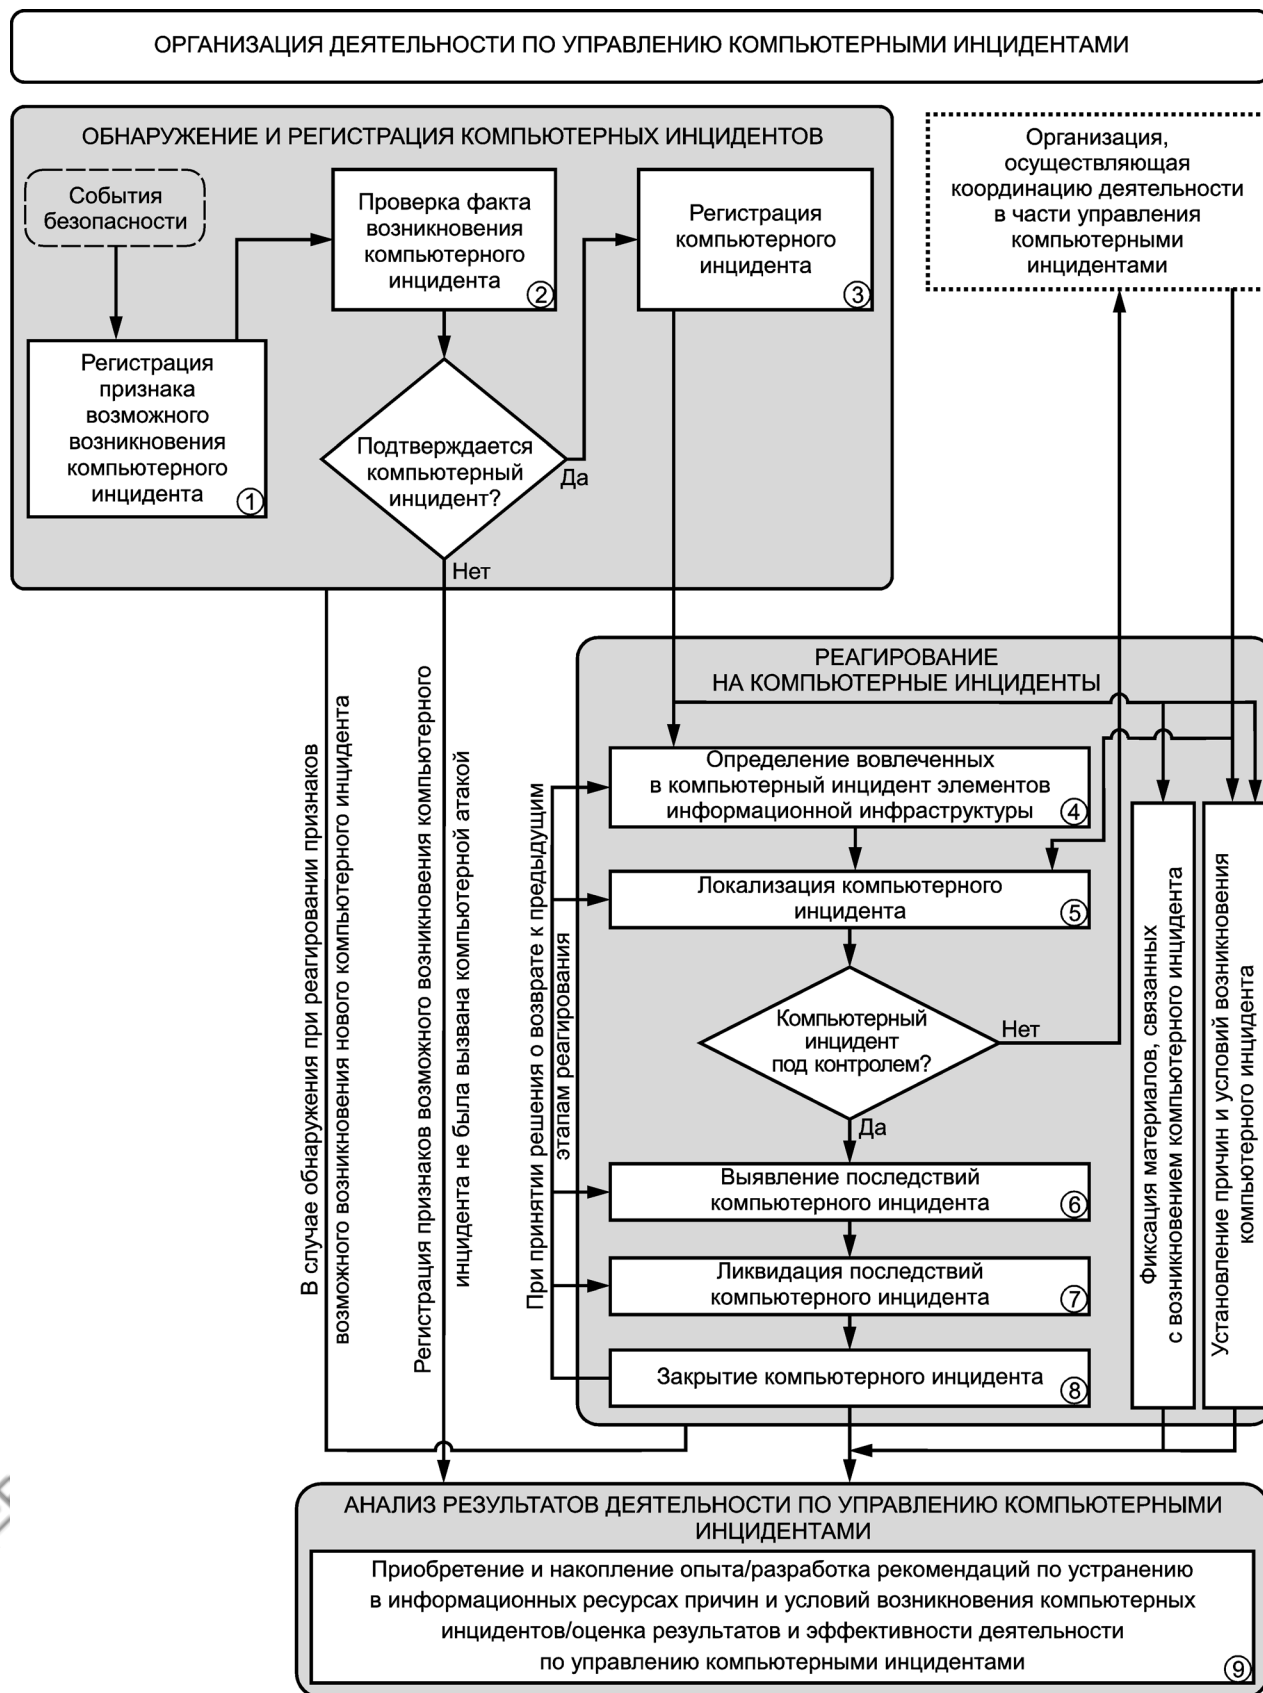 ОРГАНИЗАЦИЯ ДЕЯТЕЛЬНОСТИ ПО УПРАВЛЕНИЮ КОМПЬЮТЕРНЫМИ ИНЦИДЕНТАМИ
ОБНАРУЖЕНИЕ И РЕГИСТРАЦИЯ КОМПЬЮТЕРНЫХ ИНЦИДЕНТОВ
События
безопасности
Регистрация
признака
возможного
возникновения
компьютерного
инцидента
1
Проверка факта
возникновения
компьютерного
инцидента
2
Подтверждается
компьютерный
инцидент?
Да
Нет
Регистрация
компьютерного
инцидента
3
Организация,
осуществляющая
координацию деятельности
в части управления
компьютерными
инцидентами
В случае обнаружения при реагировании признаков
возможного возникновения нового компьютерного инцидента
Регистрация признаков возможного возникновения компьютерного
инцидента не была вызвана компьютерной атакой
РЕАГИРОВАНИЕ
НА КОМПЬЮТЕРНЫЕ ИНЦИДЕНТЫ
При принятии решения о возврате к предыдущим
этапам реагирования
Определение вовлеченных
в компьютерный инцидент элементов
информационной инфраструктуры
4
Локализация компьютерного
инцидента
5
Компьютерный
инцидент
под контролем?
Нет
Да
Выявление последствий
компьютерного инцидента
6
Ликвидация последствий
компьютерного инцидента
7
Закрытие компьютерного инцидента
8
Фиксация материалов, связанных
с возникновением компьютерного инцидента
Установление причин и условий возникновения
компьютерного инцидента
АНАЛИЗ РЕЗУЛЬТАТОВ ДЕЯТЕЛЬНОСТИ ПО УПРАВЛЕНИЮ КОМПЬЮТЕРНЫМИ
ИНЦИДЕНТАМИ
Приобретение и накопление опыта/разработка рекомендаций по устранению
в информационных ресурсах причин и условий возникновения компьютерных
инцидентов/оценка результатов и эффективности деятельности
по управлению компьютерными инцидентами
9